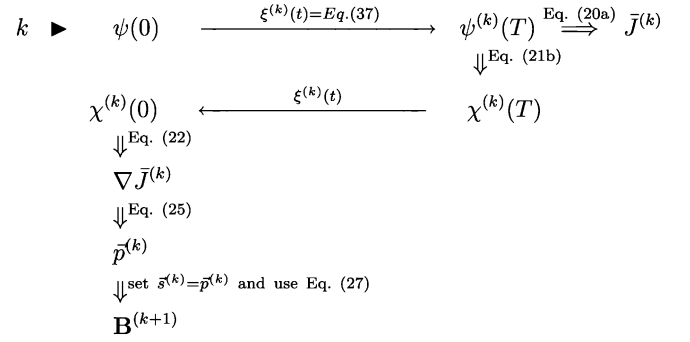 ξ^(k)(t)=Eq.(37)
k ► ψ(0) ⟶ ψ^(k)(T) Eq. (20a) ⟹ J̄^(k)
⇓ Eq. (21b)
ξ^(k)(t)
χ^(k)(0) ⟵ χ^(k)(T)
⇓ Eq. (22)
∇J̄^(k)
⇓ Eq. (25)
p⃗^(k)
⇓ set s⃗^(k)=p⃗^(k) and use Eq. (27)
B^(k+1)